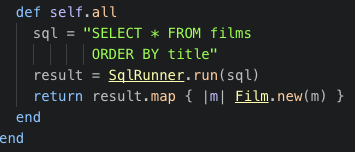 def self.all
sql = "SELECT * FROM films
ORDER BY title"
result = SqlRunner.run(sql)
return result.map { |m| Film.new(m) }
end
end